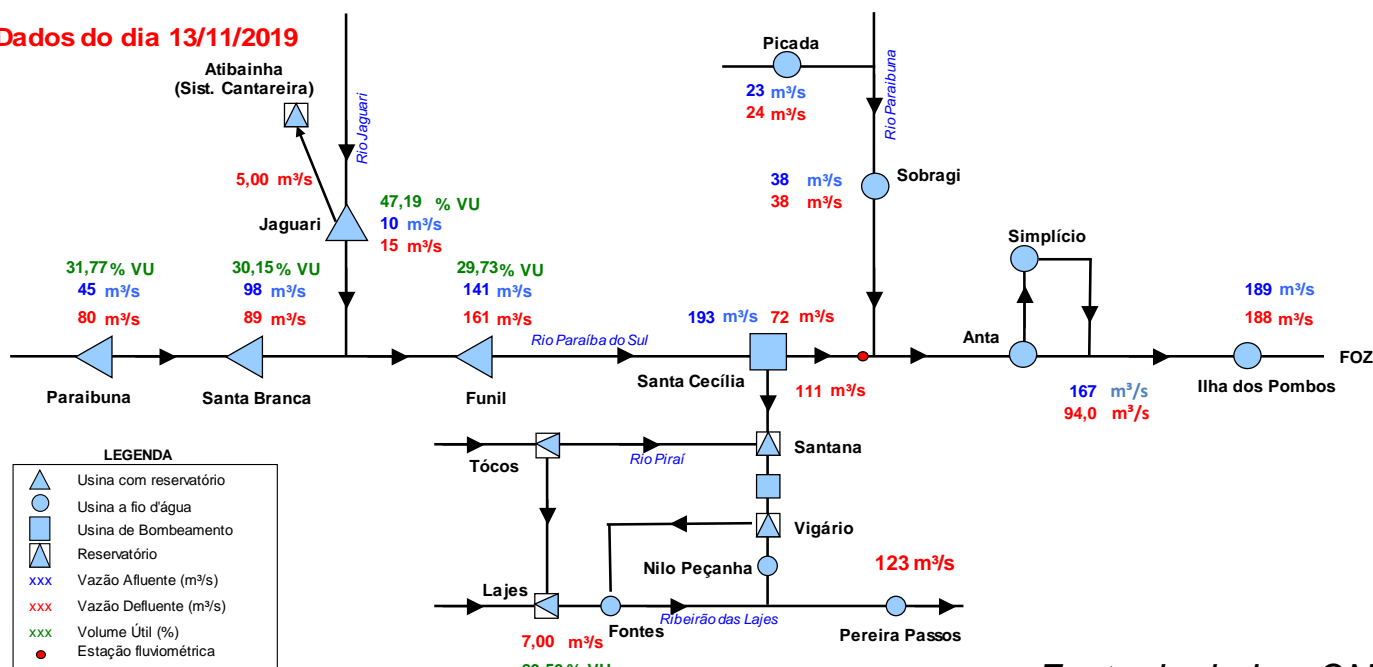 Dados do dia 13/11/2019
Atibainha
(Sist. Cantareira)
Rio Jaguari
5,00 m³/s
Jaguari
47,19 % VU
10 m³/s
15 m³/s
Picada
23 m³/s
24 m³/s
Rio Paraibuna
38 m³/s
38 m³/s
Sobragi
Simplício
31,77 % VU
45 m³/s
80 m³/s
Paraibuna
30,15 % VU
98 m³/s
89 m³/s
Santa Branca
29,73 % VU
141 m³/s
161 m³/s
Funil
Rio Paraíba do Sul
193 m³/s 72 m³/s
Santa Cecília
111 m³/s
Anta
167 m³/s
94,0 m³/s
189 m³/s
188 m³/s
Ilha dos Pombos
FOZ
Tócos
Rio Piraí
Santana
Vigário
Nilo Peçanha
123 m³/s
Lajes
7,00 m³/s
Fontes
Ribeirão das Lajes
Pereira Passos
LEGENDA
Usina com reservatório
Usina a fio d'água
Usina de Bombeamento
Reservatório
xxx Vazão Afluente (m³/s)
xxx Vazão Defluente (m³/s)
xxx Volume Útil (%)
Estação fluviométrica